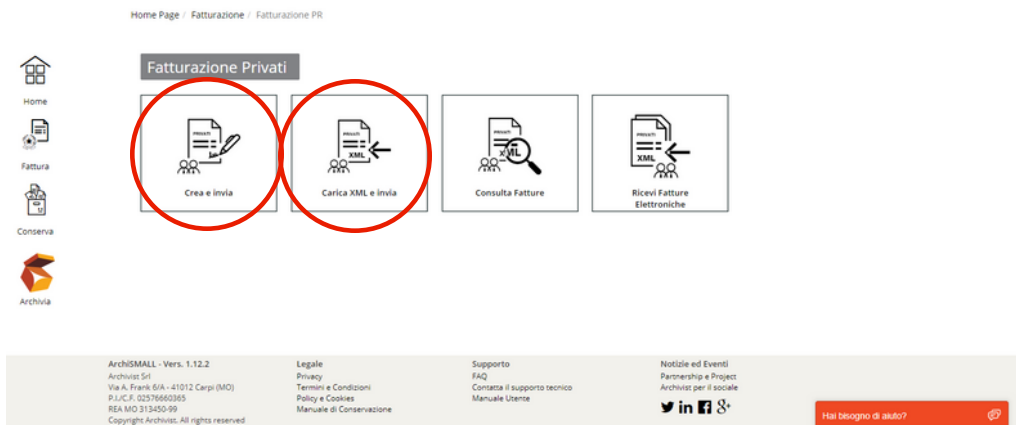 Home Page / Fatturazione / Fatturazione PR
Home
Fattura
Conserva
Archivia
Fatturazione Privati
PRIVATI
Crea e invia
PRIVATI
XML
Carica XML e invia
PRIVATI
XML
Consulta Fatture
PRIVATI
XML
Ricevi Fatture
Elettroniche
ArchiSMALL - Vers. 1.12.2
Archivist Srl
Via A. Frank 6/A - 41012 Carpi (MO)
P.I./C.F. 02576660365
REA MO 313450-99
Copyright Archivist. All rights reserved
Legale
Privacy
Termini e Condizioni
Policy e Cookies
Manuale di Conservazione
Supporto
FAQ
Contatta il supporto tecnico
Manuale Utente
Notizie ed Eventi
Partnership e Project
Archivist per il sociale
Hai bisogno di aiuto?